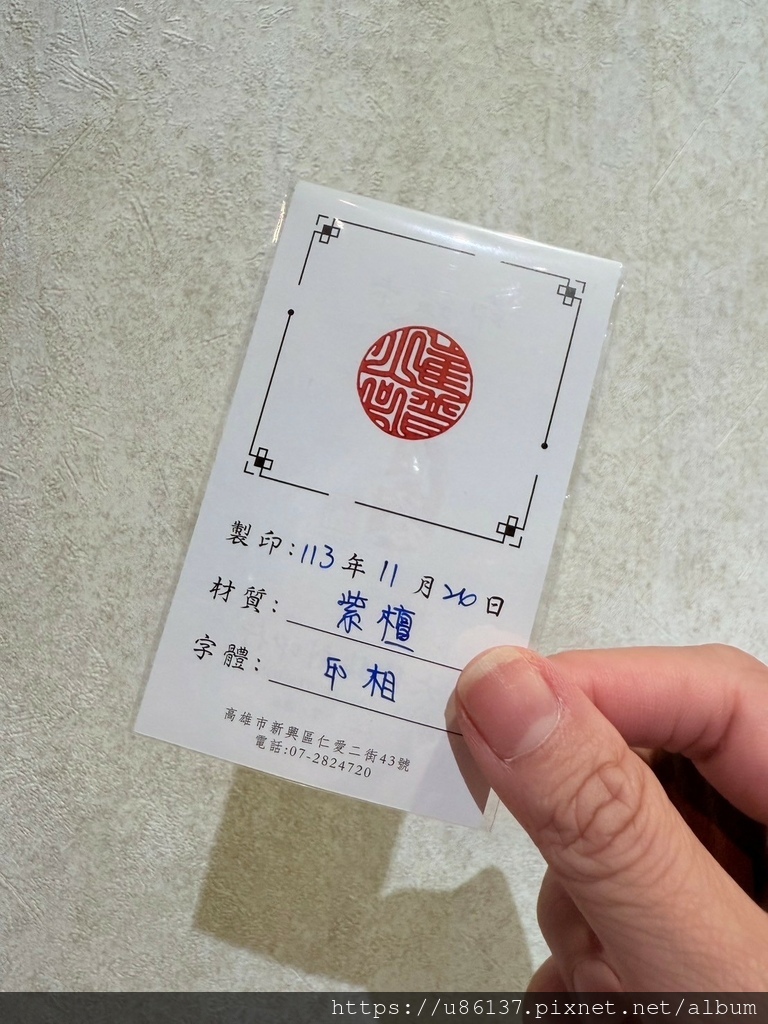 製印:113年11月20日
材質:紫檀
字體:印相
高雄市新興區仁愛二街43號
電話:07-2824720
https://u86137.pixnet.net/album